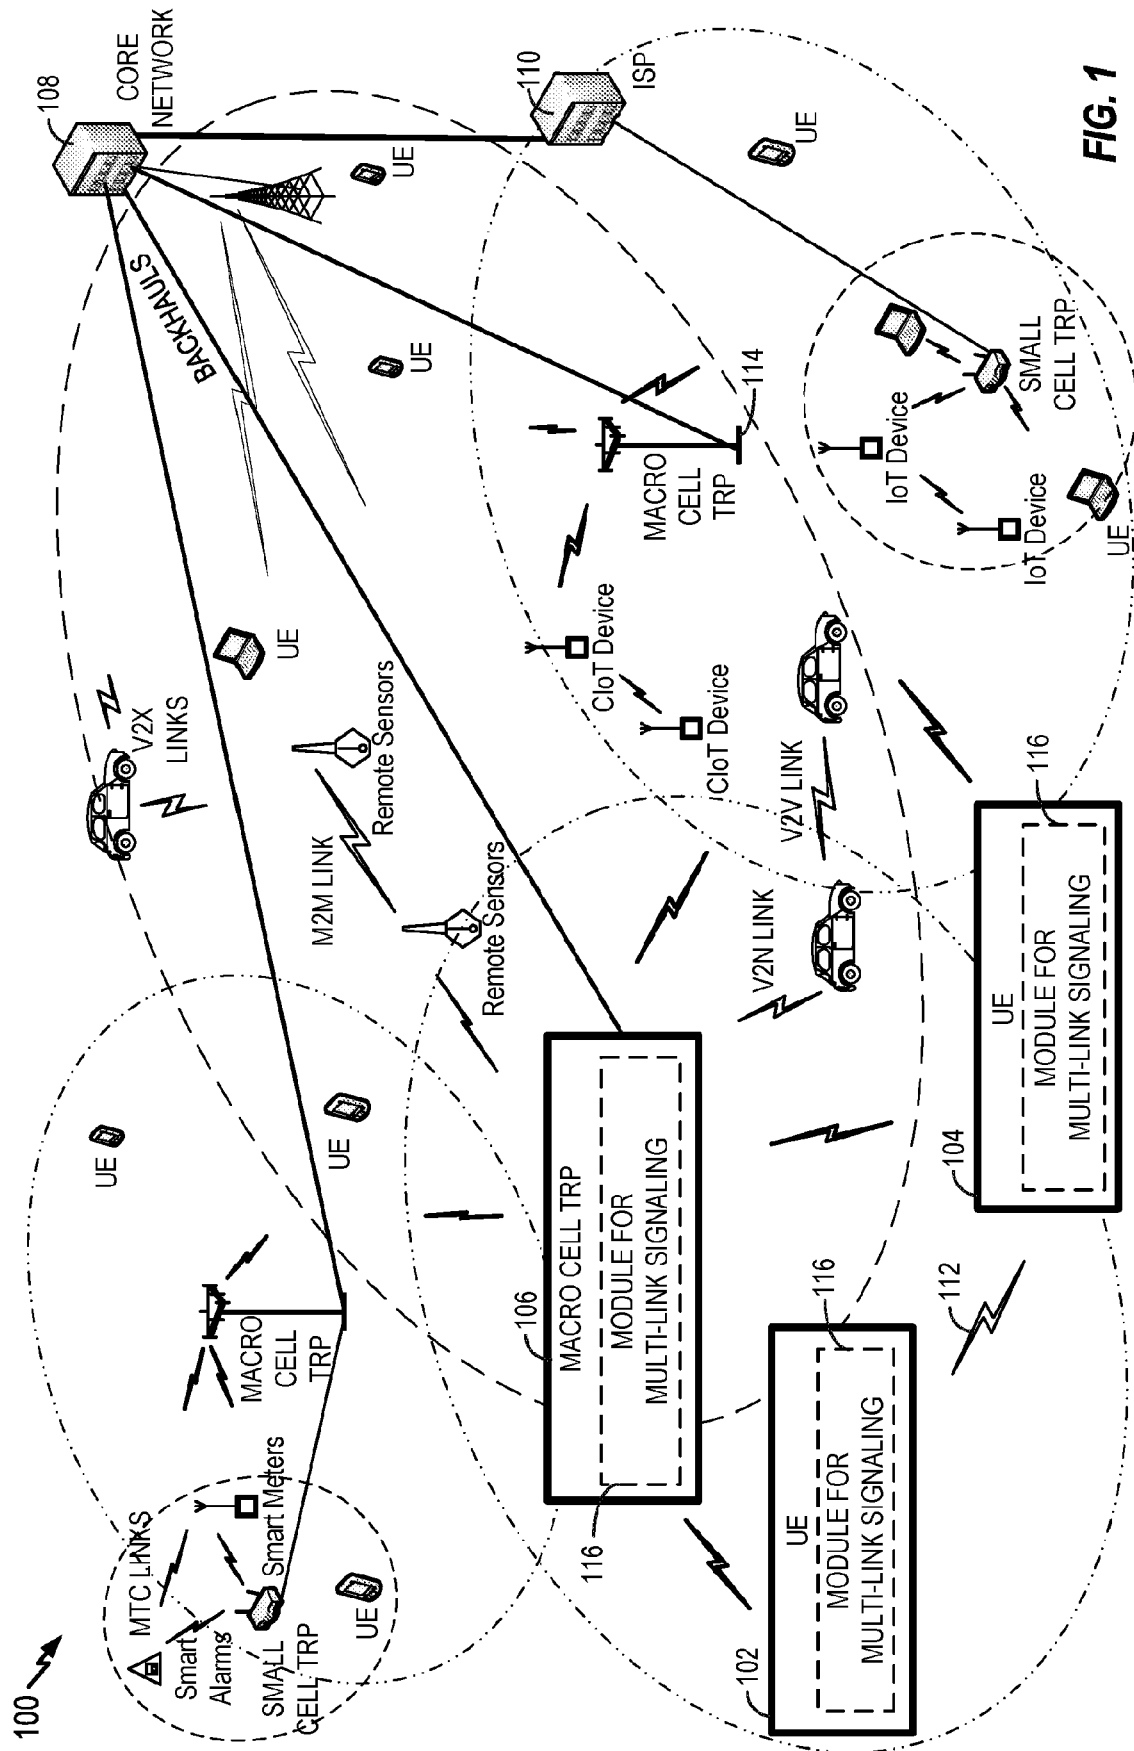 100
108
CORE
NETWORK
110
ISP
BACKHAULS
UE
UE
UE
V2X
LINKS
UE
M2M LINK
Remote Sensors
Remote Sensors
UE
UE
MACRO
CELL
TRP
MTC LINKS
Smart
Alarms
Smart Meters
SMALL
CELL TRP
UE
MACRO
CELL
TRP
114
CIoT Device
CIoT Device
IoT Device
IoT Device
SMALL
CELL TRP
UE
V2V LINK
V2N LINK
106
MACRO CELL TRP
MODULE FOR
MULTI-LINK SIGNALING
116
102
UE
MODULE FOR
MULTI-LINK SIGNALING
116
112
104
UE
MODULE FOR
MULTI-LINK SIGNALING
116
FIG. 1